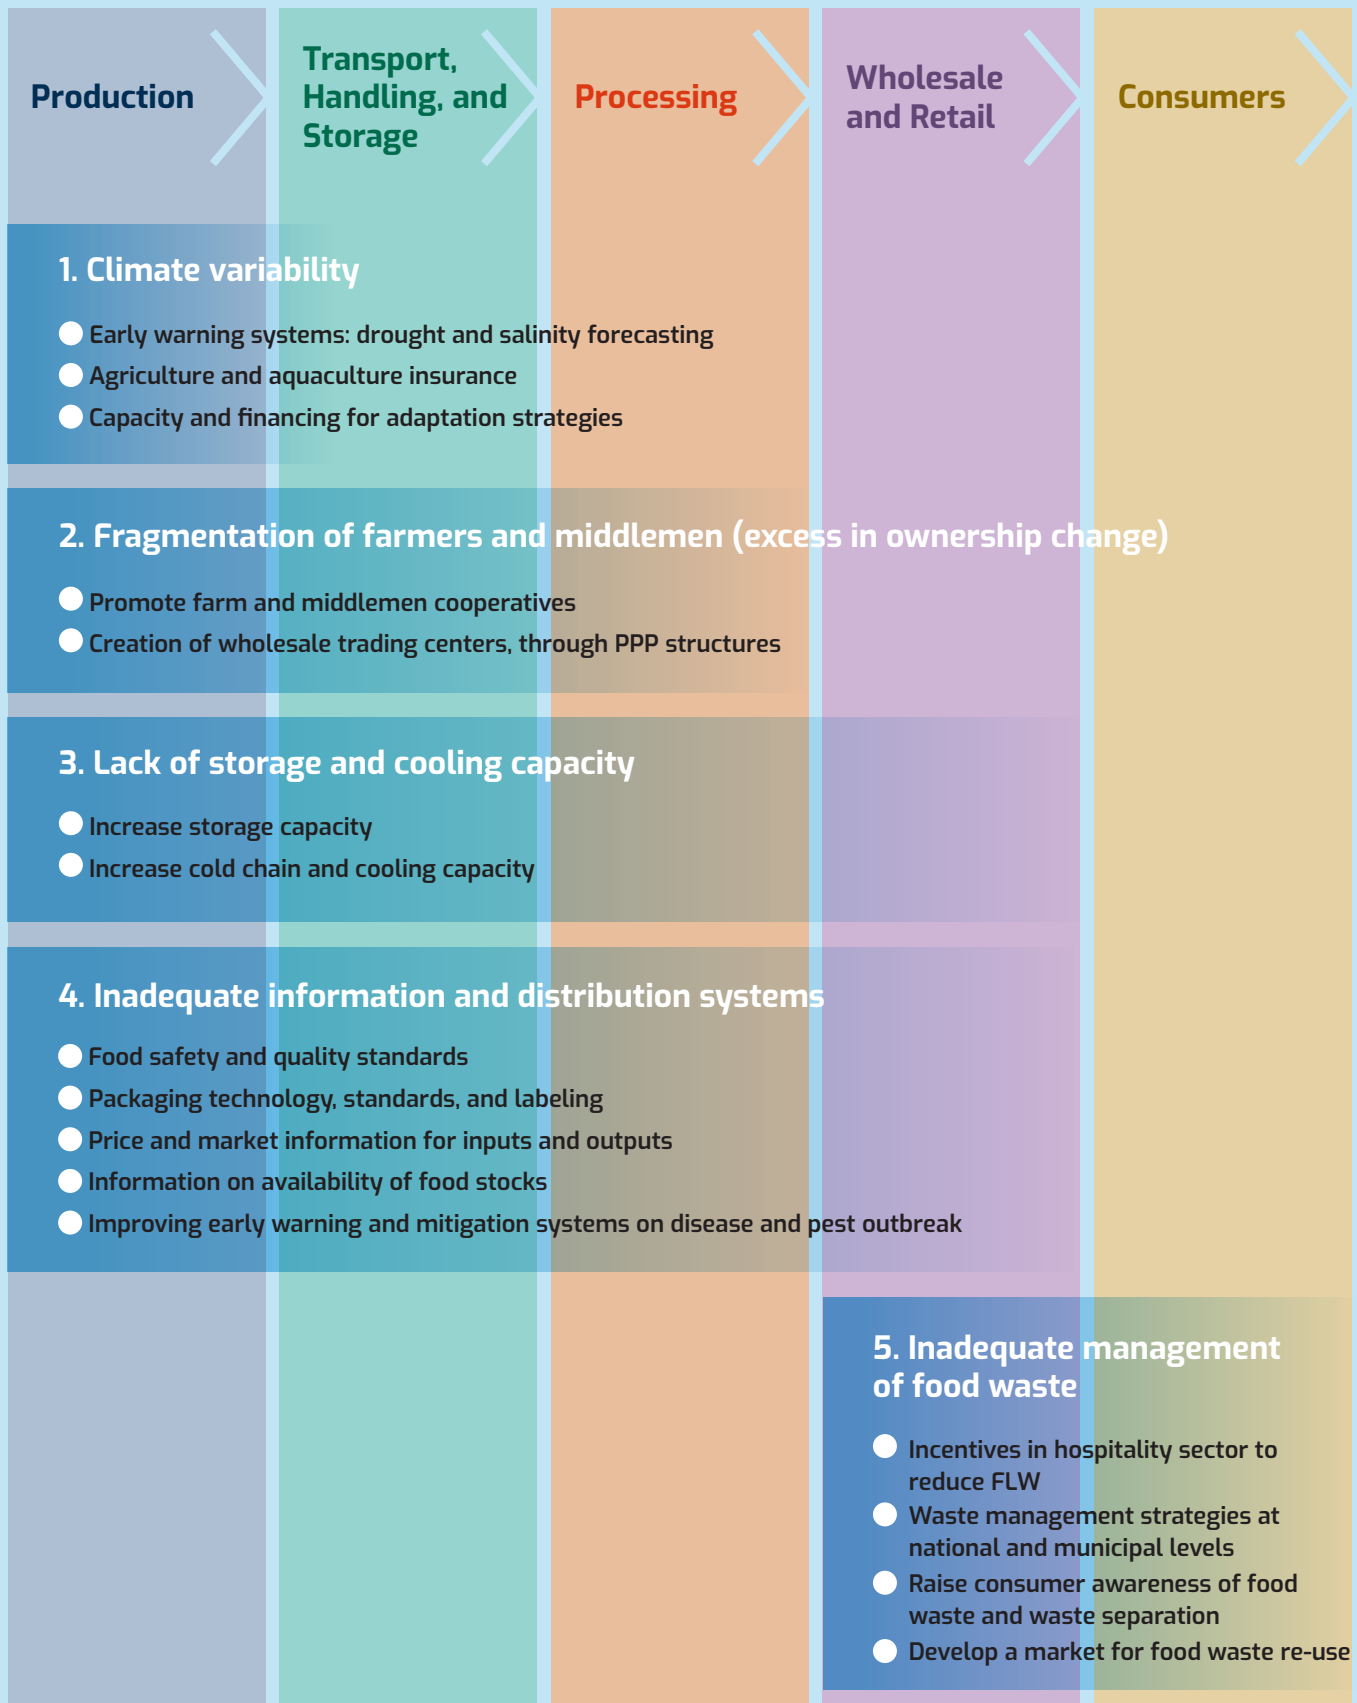 Production
Transport,
Handling, and
Storage
Processing
Wholesale
and Retail
Consumers
1. Climate variability
Early warning systems: drought and salinity forecasting
Agriculture and aquaculture insurance
Capacity and financing for adaptation strategies
2. Fragmentation of farmers and middlemen (excess in ownership change)
Promote farm and middlemen cooperatives
Creation of wholesale trading centers, through PPP structures
3. Lack of storage and cooling capacity
Increase storage capacity
Increase cold chain and cooling capacity
4. Inadequate information and distribution systems
Food safety and quality standards
Packaging technology, standards, and labeling
Price and market information for inputs and outputs
Information on availability of food stocks
Improving early warning and mitigation systems on disease and pest outbreak
5. Inadequate management
of food waste
Incentives in hospitality sector to
reduce FLW
Waste management strategies at
national and municipal levels
Raise consumer awareness of food
waste and waste separation
Develop a market for food waste re-use